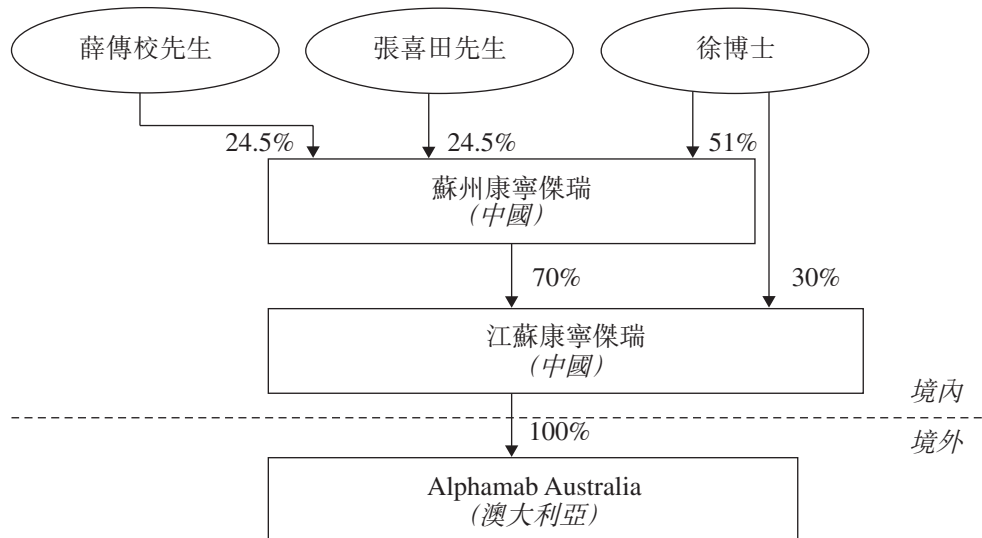 薛傳校先生
張喜田先生
徐博士
24.5%
24.5%
51%
蘇州康寧傑瑞
(中國)
70%
30%
江蘇康寧傑瑞
(中國)
境內
100%
境外
Alphamab Australia
(澳大利亞)